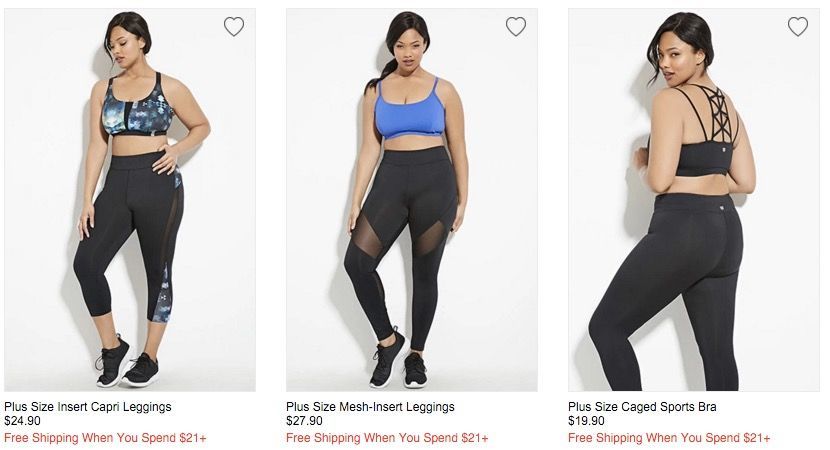 Plus Size Insert Capri Leggings
$24.90
Free Shipping When You Spend $21+
Plus Size Mesh-Insert Leggings
$27.90
Free Shipping When You Spend $21+
Plus Size Caged Sports Bra
$19.90
Free Shipping When You Spend $21+